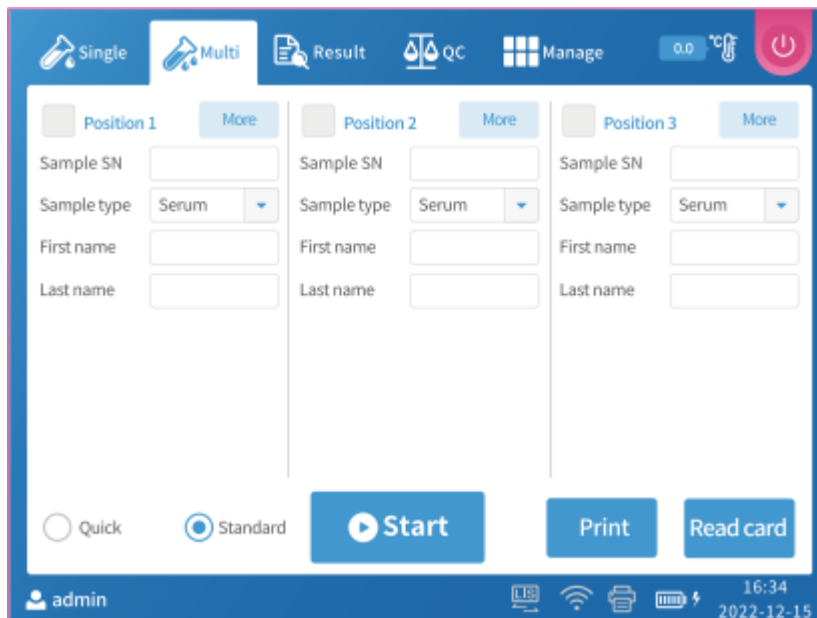 Single Multi Result QC Manage 0.0 ℃
Position 1 More Position 2 More Position 3 More
Sample SN Sample SN Sample SN
Sample type Serum Sample type Serum Sample type Serum
First name First name First name
Last name Last name Last name
Quick Standard Start Print Read card
admin LIS 16:34
2022-12-15